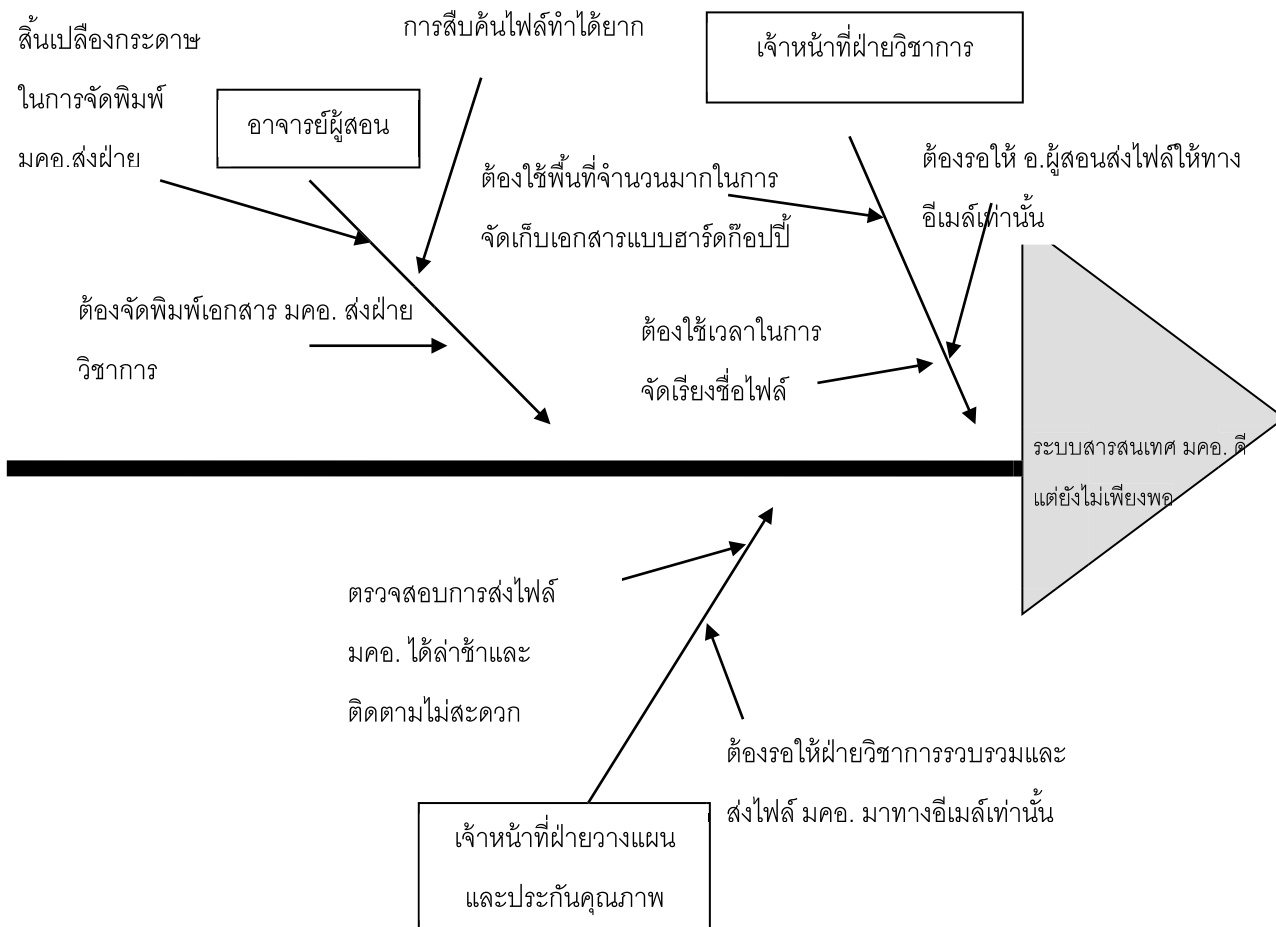 สิ้นเปลืองกระดาษ
ในการจัดพิมพ์
มคอ.ส่งฝ่าย
การสืบค้นไฟล์ทำได้ยาก
อาจารย์ผู้สอน
เจ้าหน้าที่ฝ่ายวิชาการ
ต้องใช้พื้นที่จำนวนมากในการ
จัดเก็บเอกสารแบบฮาร์ดก๊อปปี้
ต้องรอให้ อ.ผู้สอนส่งไฟล์ให้ทาง
อีเมล์เท่านั้น
ต้องจัดพิมพ์เอกสาร มคอ. ส่งฝ่าย
วิชาการ
ต้องใช้เวลาในการ
จัดเรียงชื่อไฟล์
ระบบสารสนเทศ มคอ. ดี
แต่ยังไม่เพียงพอ
ตรวจสอบการส่งไฟล์
มคอ. ได้ล่าช้าและ
ติดตามไม่สะดวก
ต้องรอให้ฝ่ายวิชาการรวบรวมและ
ส่งไฟล์ มคอ. มาทางอีเมล์เท่านั้น
เจ้าหน้าที่ฝ่ายวางแผน
และประกันคุณภาพ